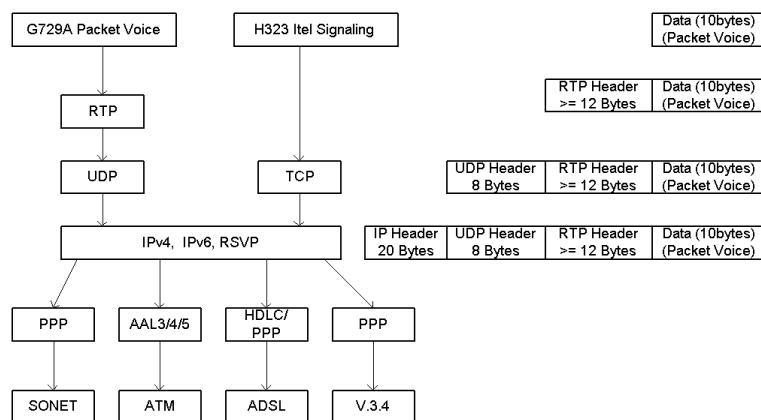 G729A Packet Voice
H323 Itel Signaling
Data (10bytes)
(Packet Voice)
RTP
RTP Header
>= 12 Bytes
Data (10bytes)
(Packet Voice)
UDP
TCP
UDP Header
8 Bytes
RTP Header
>= 12 Bytes
Data (10bytes)
(Packet Voice)
IPv4, IPv6, RSVP
IP Header
20 Bytes
UDP Header
8 Bytes
RTP Header
>= 12 Bytes
Data (10bytes)
(Packet Voice)
PPP
AAL3/4/5
HDLC/
PPP
PPP
SONET
ATM
ADSL
V.3.4